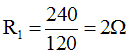 R₁ = 240/120 = 2Ω